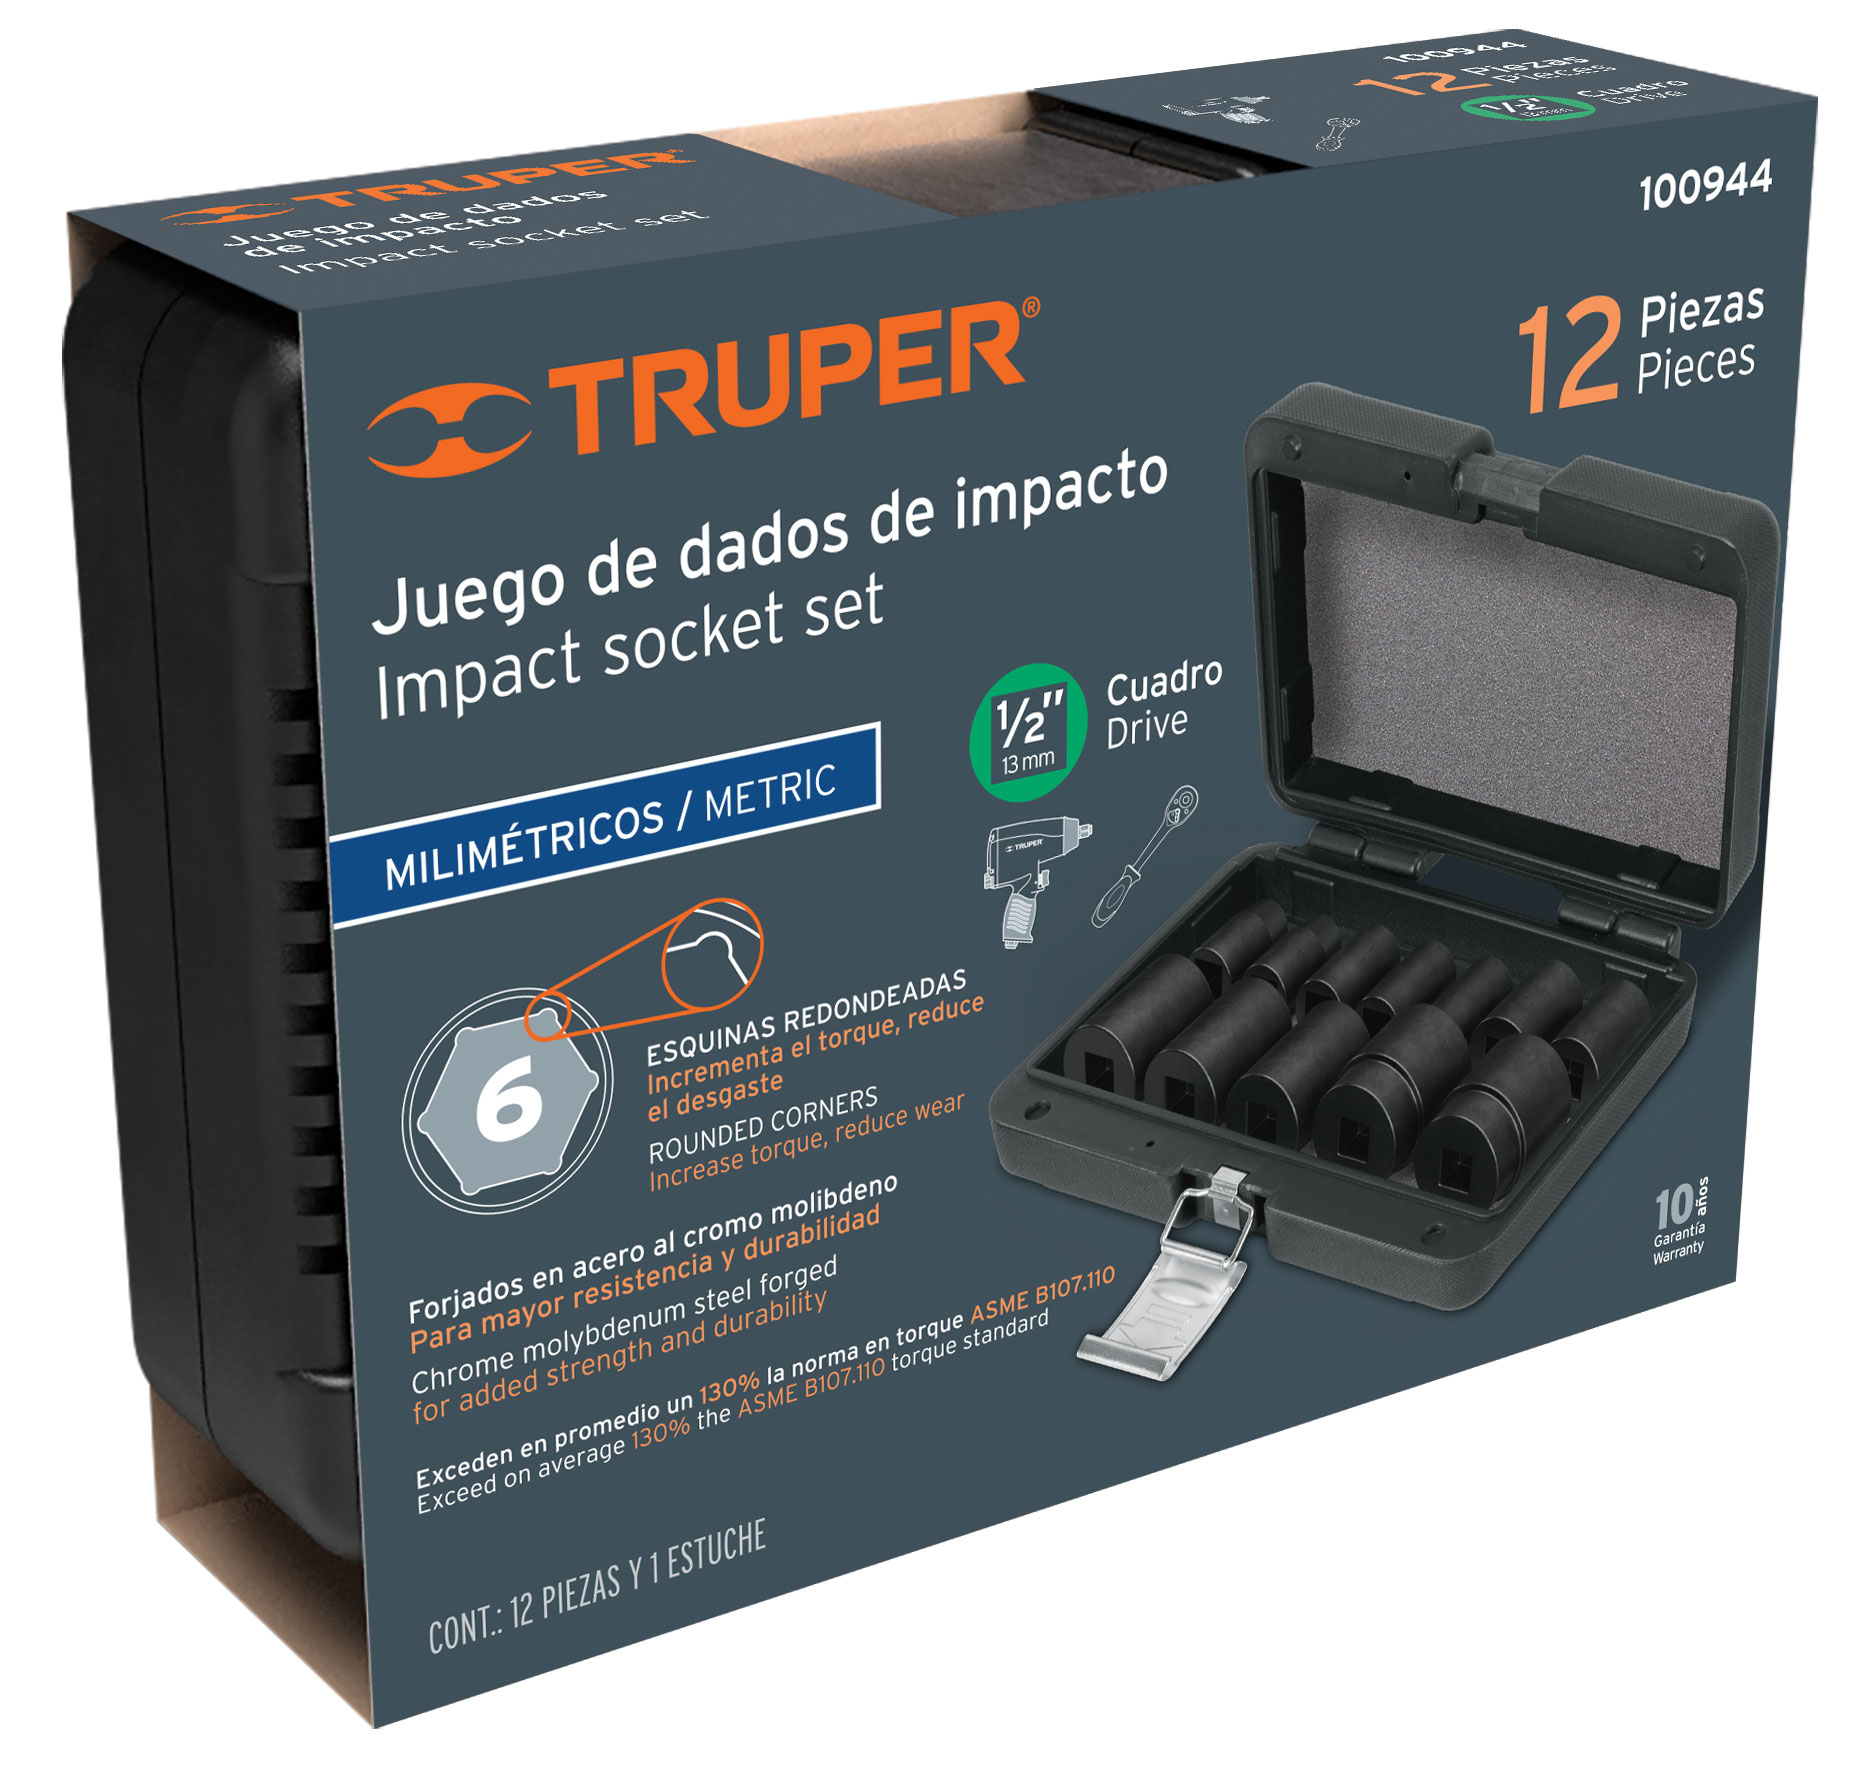 TRUPER®
Juego de dados
de impacto
Impact socket set
100944
12 Piezas
Pieces
1/2" Cuadro
Drive
100944
TRUPER®
12 Piezas
Pieces
Juego de dados de impacto
Impact socket set
1/2"
13 mm
Cuadro
Drive
MILIMÉTRICOS / METRIC
TRUPER
6
ESQUINAS REDONDEADAS
Incrementa el torque, reduce
el desgaste
ROUNDED CORNERS
Increase torque, reduce wear
Forjados en acero al cromo molibdeno
Para mayor resistencia y durabilidad
Chrome molybdenum steel forged
for added strength and durability
Exceden en promedio un 130% la norma en torque ASME B107.110
Exceed on average 130% the ASME B107.110 torque standard
10 años
Garantía
Warranty
CONT.: 12 PIEZAS Y 1 ESTUCHE